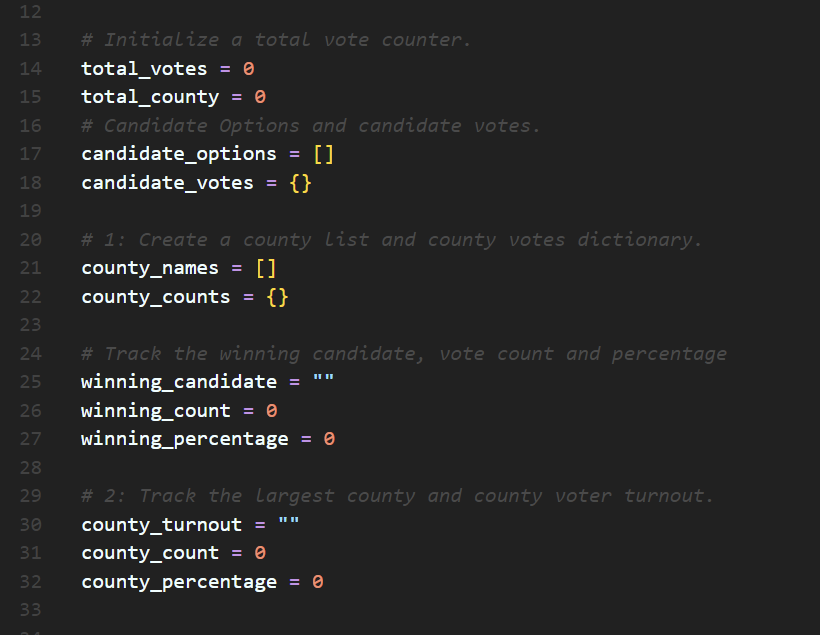 12
13 # Initialize a total vote counter.
14 total_votes = 0
15 total_county = 0
16 # Candidate Options and candidate votes.
17 candidate_options = []
18 candidate_votes = {}
19
20 # 1: Create a county list and county votes dictionary.
21 county_names = []
22 county_counts = {}
23
24 # Track the winning candidate, vote count and percentage
25 winning_candidate = ""
26 winning_count = 0
27 winning_percentage = 0
28
29 # 2: Track the largest county and county voter turnout.
30 county_turnout = ""
31 county_count = 0
32 county_percentage = 0
33